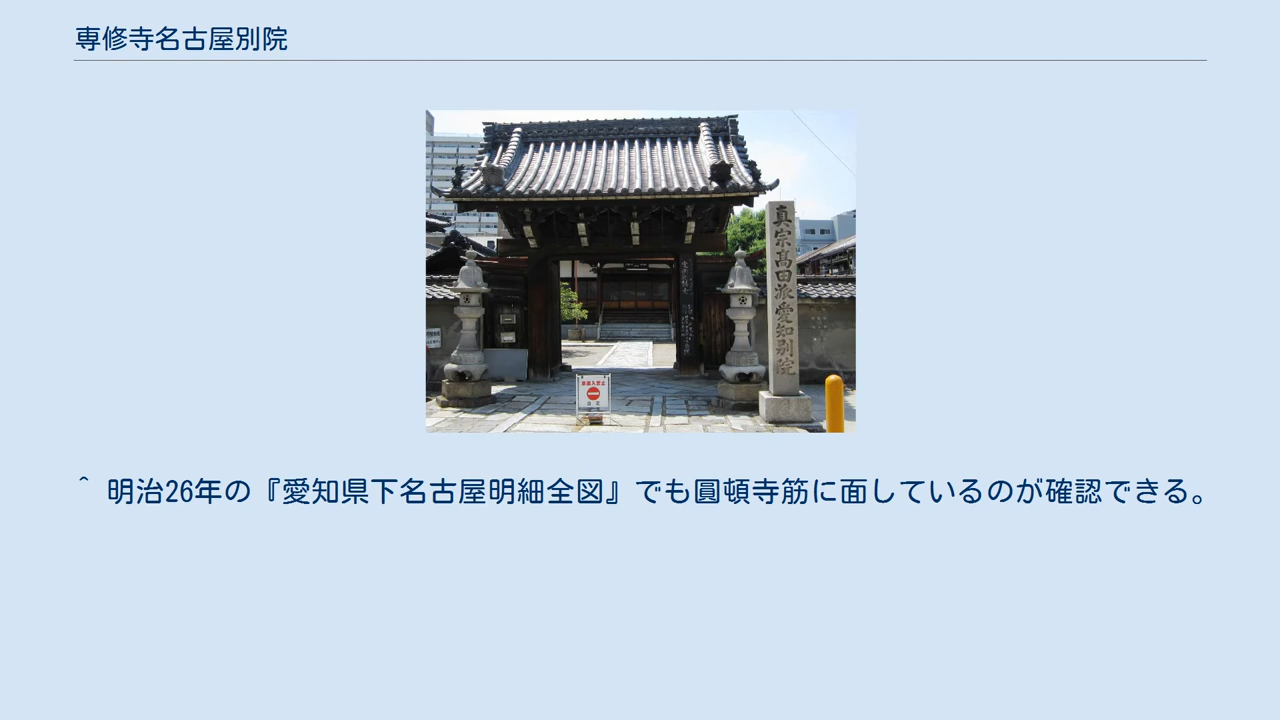 専修寺名古屋別院
真宗高田派愛知別院
^ 明治26年の『愛知県下名古屋明細全図』でも圓頓寺筋に面しているのが確認できる。